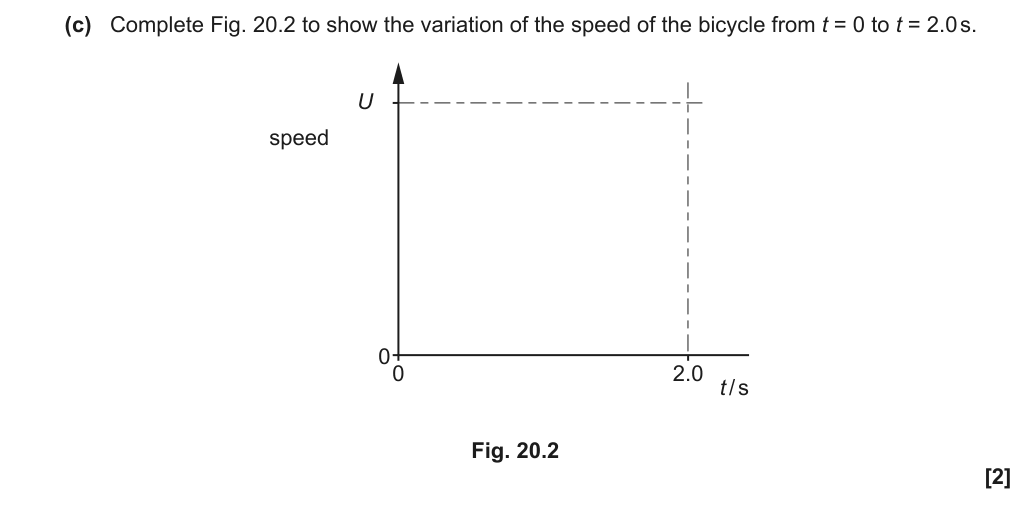 (c) Complete Fig. 20.2 to show the variation of the speed of the bicycle from t = 0 to t = 2.0 s.
U
speed
0
0
2.0
t/s
Fig. 20.2
[2]